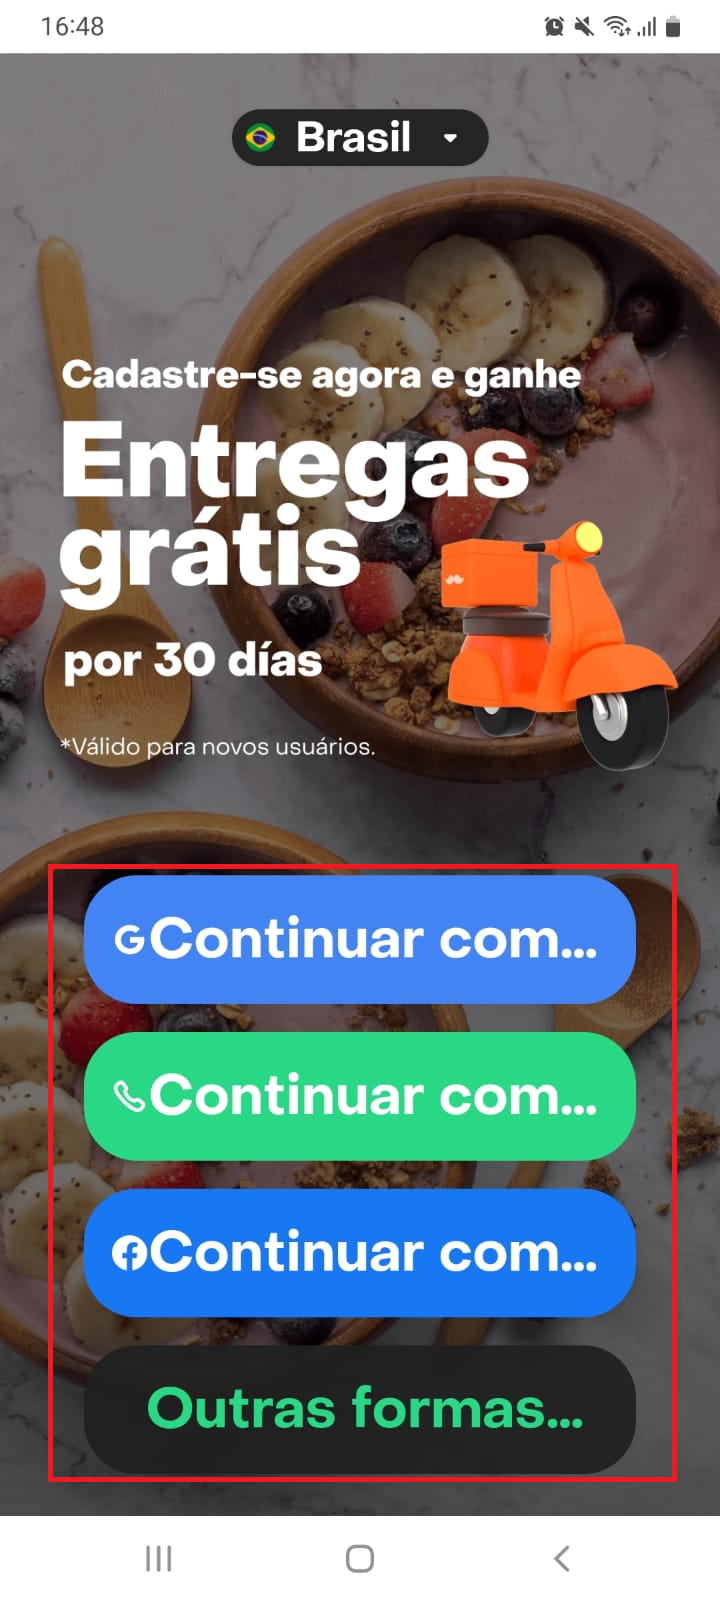 16:48
Brasil
Cadastre-se agora e ganhe
Entregas
grátis
por 30 días
*Válido para novos usuários.
Continuar com...
Continuar com...
Continuar com...
Outras formas...